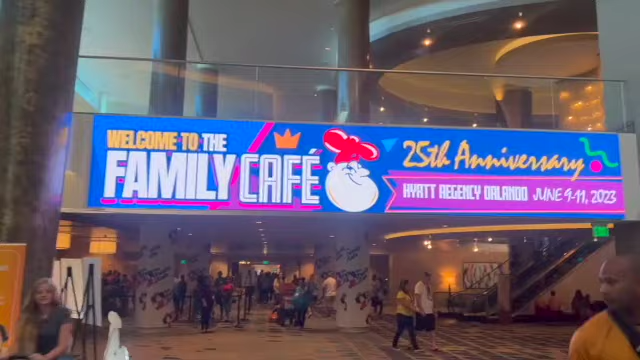 WELCOME TO THE
FAMILY CAFÉ
25th Anniversary
HYATT REGENCY ORLANDO JUNE 9-11, 2023